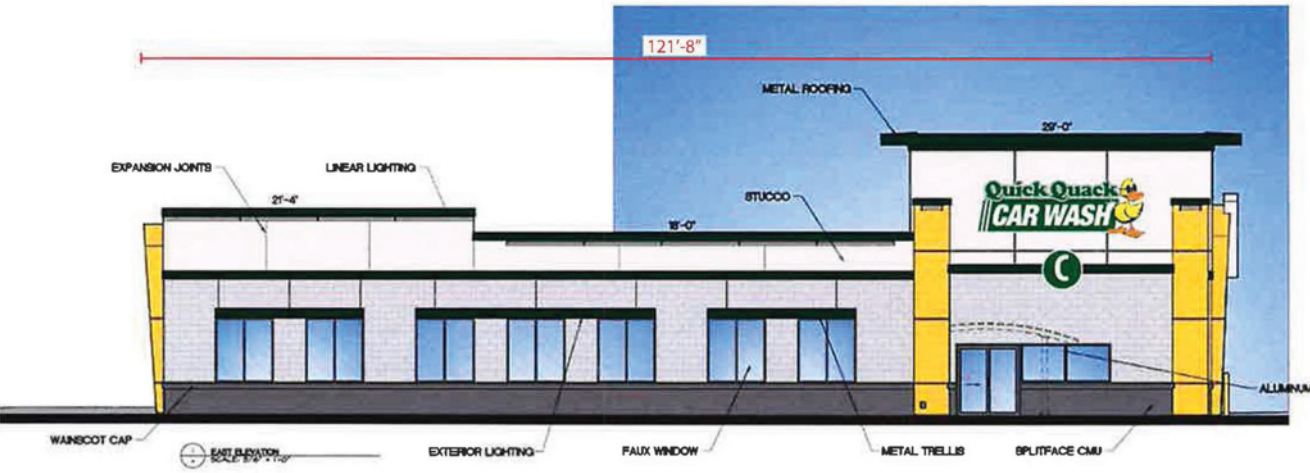 121'-8"
METAL ROOFING
29'-0"
EXPANSION JOINTS
LINEAR LIGHTING
21'-4"
STUCCO
18'-0"
Quick Quack
CAR WASH
C
ALUMINUM
WAINSCOT CAP
EAST ELEVATION
EXTERIOR LIGHTING
FAUX WINDOW
METAL TRELLIS
SPLITFACE CMU